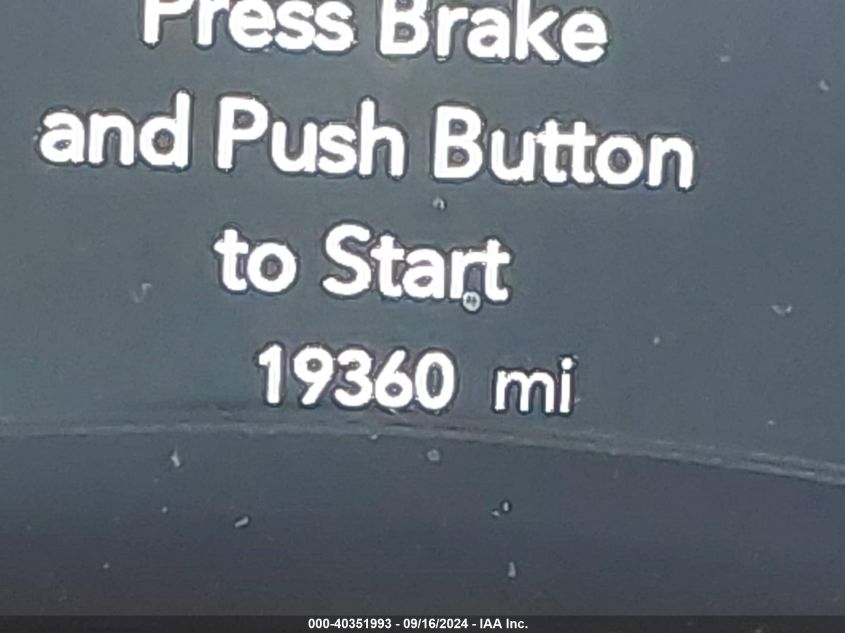 Press Brake
and Push Button
to Start
19360 mi
000-40351993 - 09/16/2024 - IAA Inc.